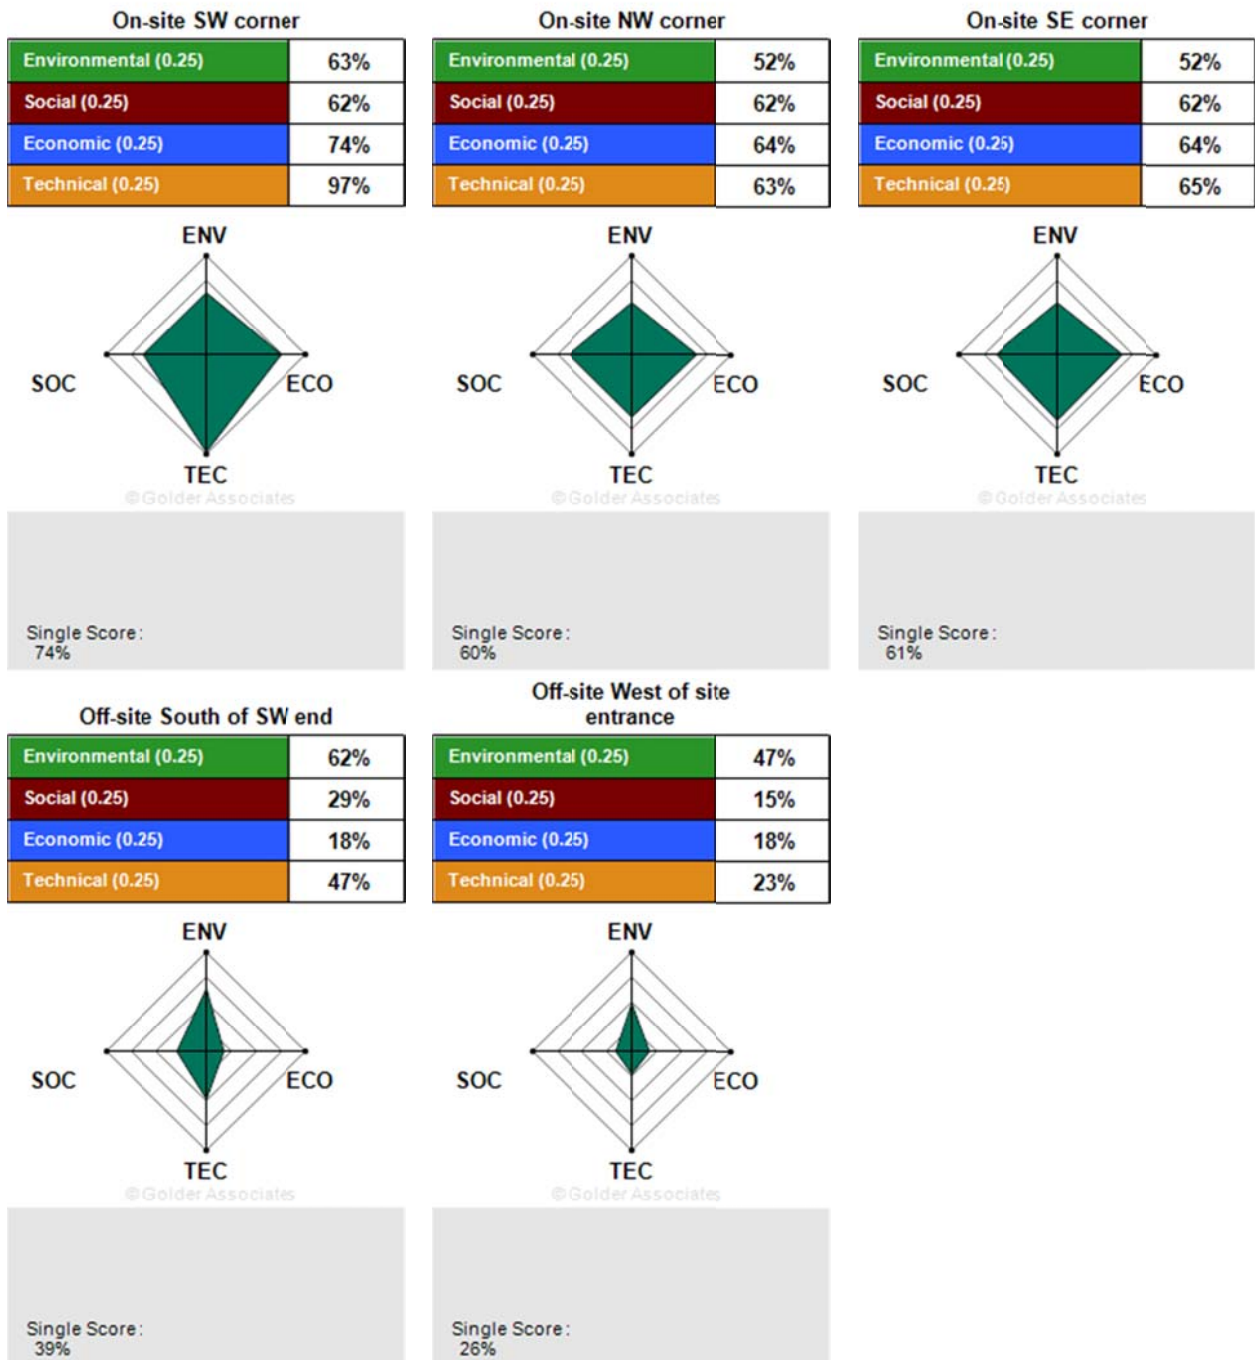 On-site SW corner
Environmental (0.25) 63%
Social (0.25) 62%
Economic (0.25) 74%
Technical (0.25) 97%
ENV
SOC ECO
TEC
©Golder Associates
Single Score:
74%
On-site NW corner
Environmental (0.25) 52%
Social (0.25) 62%
Economic (0.25) 64%
Technical (0.25) 63%
ENV
SOC ECO
TEC
©Golder Associates
Single Score:
60%
On-site SE corner
Environmental (0.25) 52%
Social (0.25) 62%
Economic (0.25) 64%
Technical (0.25) 65%
ENV
SOC ECO
TEC
©Golder Associates
Single Score:
61%
Off-site South of SW end
Environmental (0.25) 62%
Social (0.25) 29%
Economic (0.25) 18%
Technical (0.25) 47%
ENV
SOC ECO
TEC
©Golder Associates
Single Score:
39%
Off-site West of site
entrance
Environmental (0.25) 47%
Social (0.25) 15%
Economic (0.25) 18%
Technical (0.25) 23%
ENV
SOC ECO
TEC
©Golder Associates
Single Score:
26%